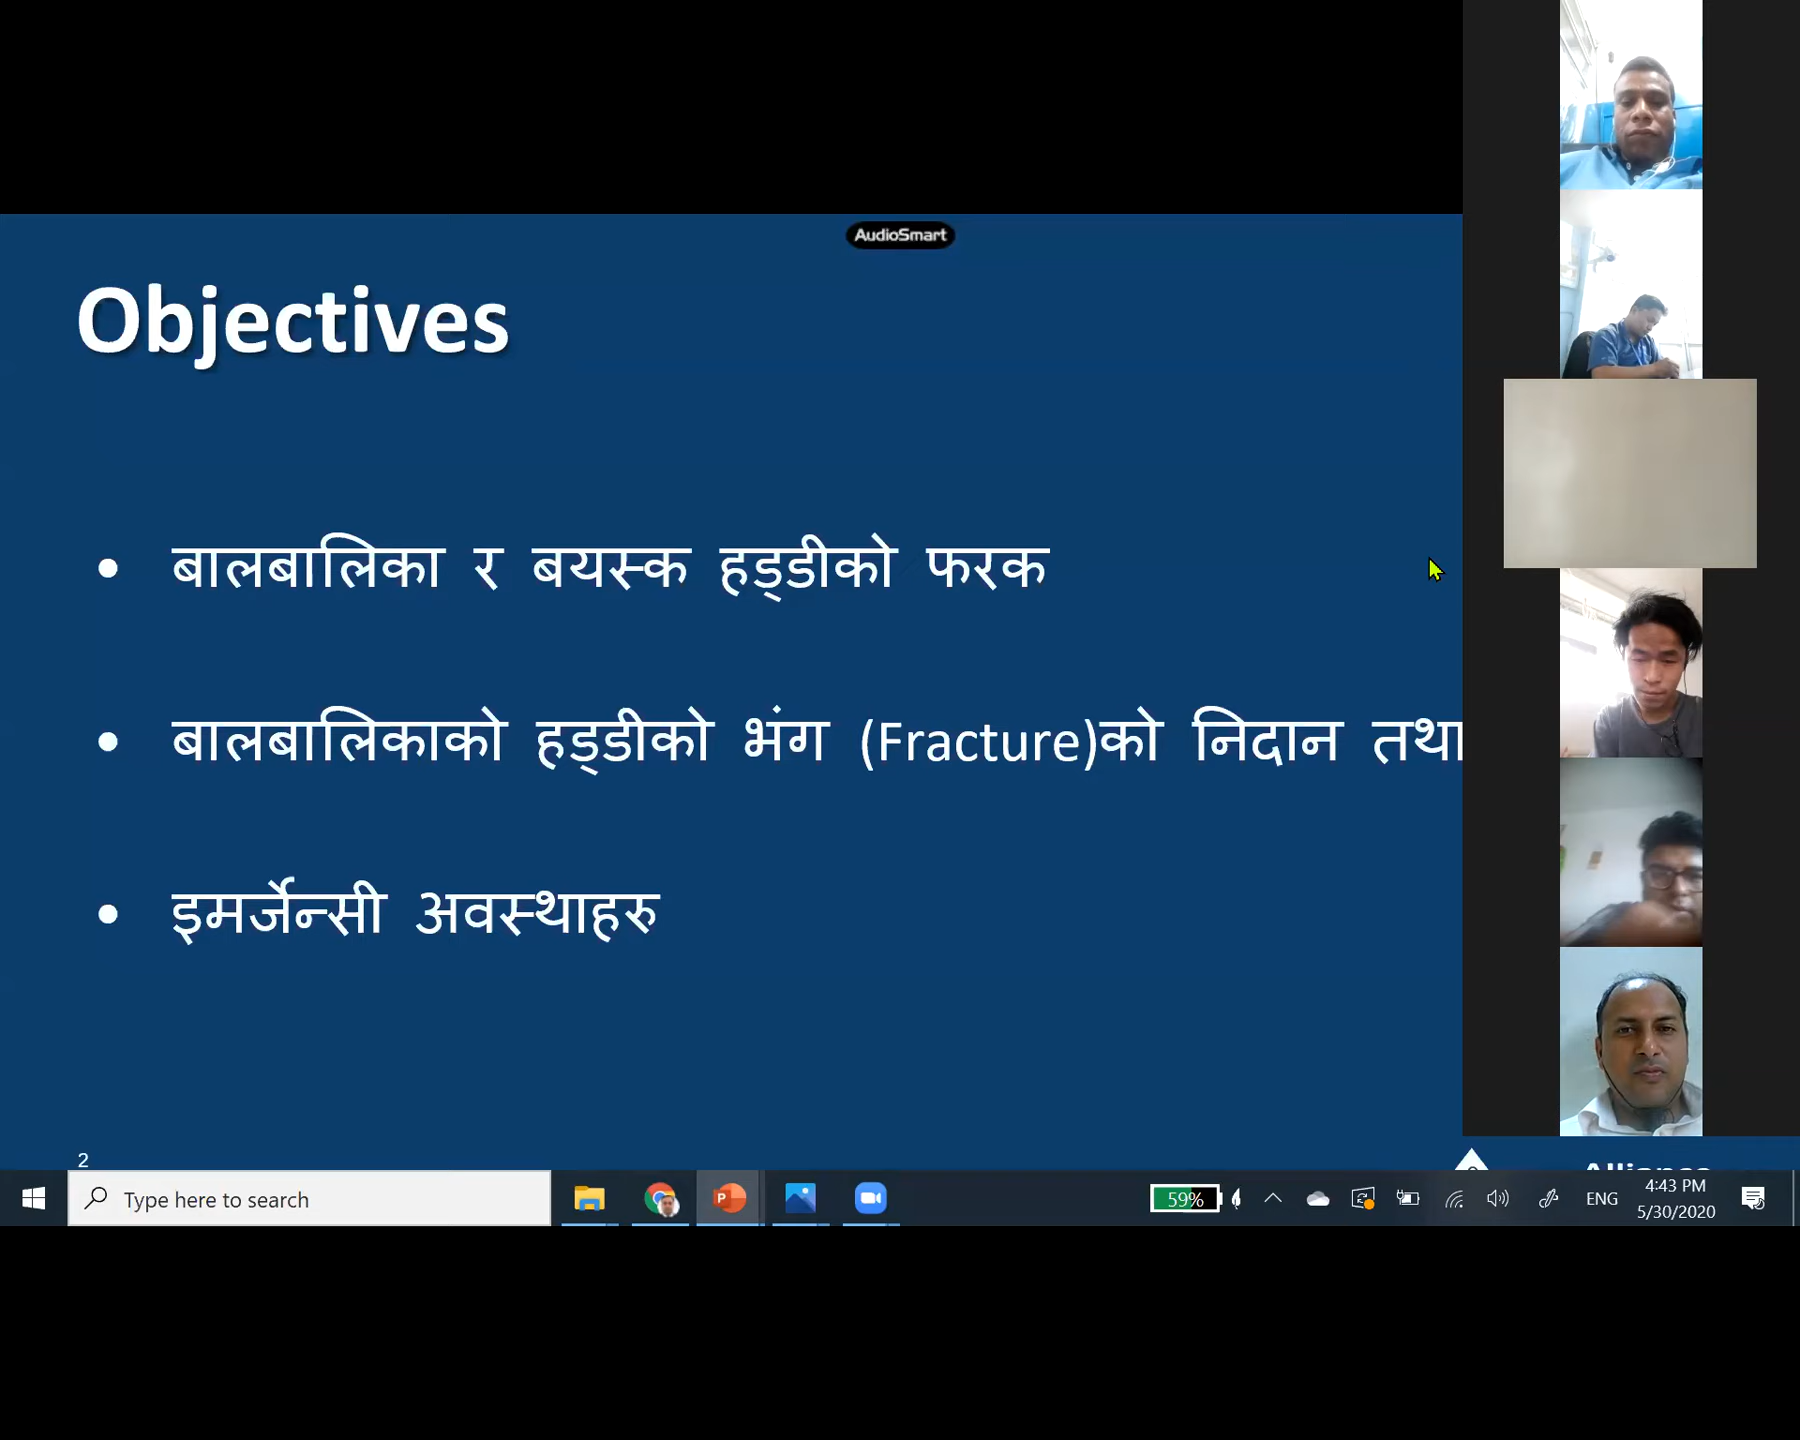 AudioSmart
Objectives
• बालबालिका र बयस्क हड्डीको फरक
• बालबालिकाको हड्डीको भंग (Fracture)को निदान तथा
• इमर्जेन्सी अवस्थाहरु
2
Type here to search
59%
ENG
4:43 PM
5/30/2020